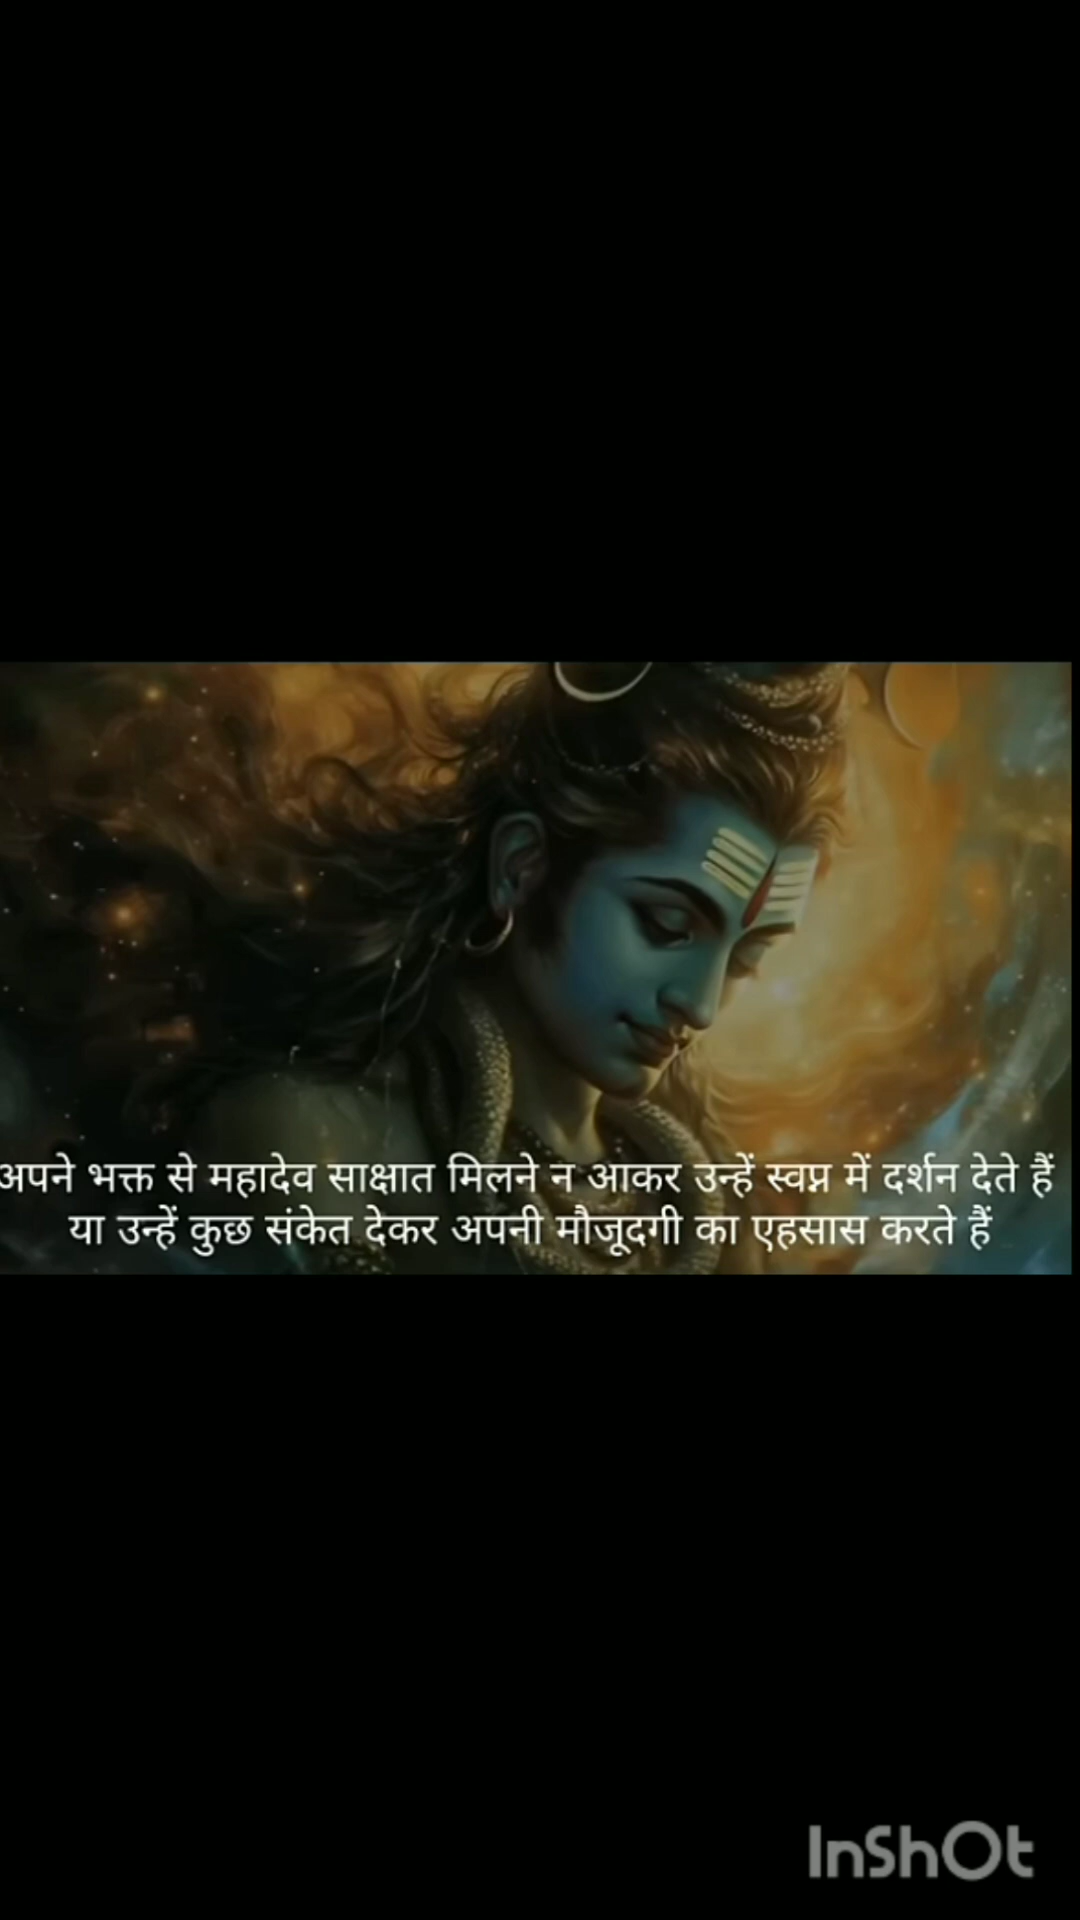 अपने भक्त से महादेव साक्षात मिलने न आकर उन्हें स्वप्न में दर्शन देते हैं
या उन्हें कुछ संकेत देकर अपनी मौजूदगी का एहसास करते हैं
InShOt